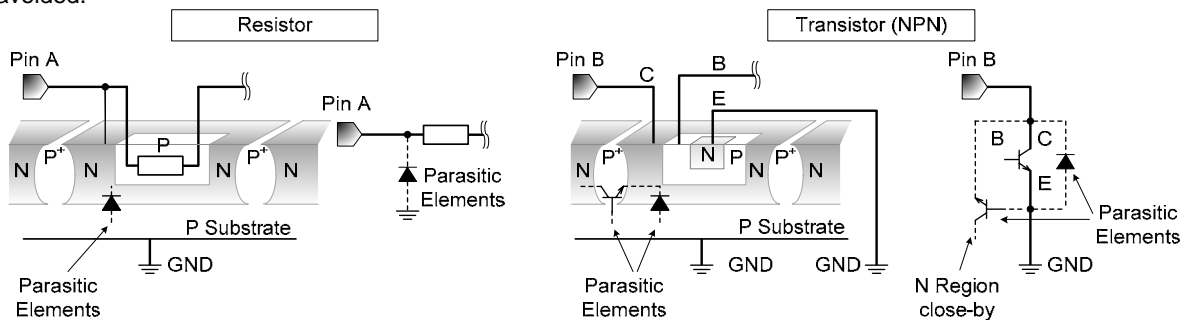 avoided.
Resistor
Transistor (NPN)
Pin A
Pin A
N P+ N P P+ N
Parasitic
Elements
P Substrate
GND
Parasitic
Elements
Pin B
C
B
E
N P+ N N P P+ N
P Substrate
GND
GND
Parasitic
Elements
Pin B
B
C
E
Parasitic
Elements
GND
N Region
close-by